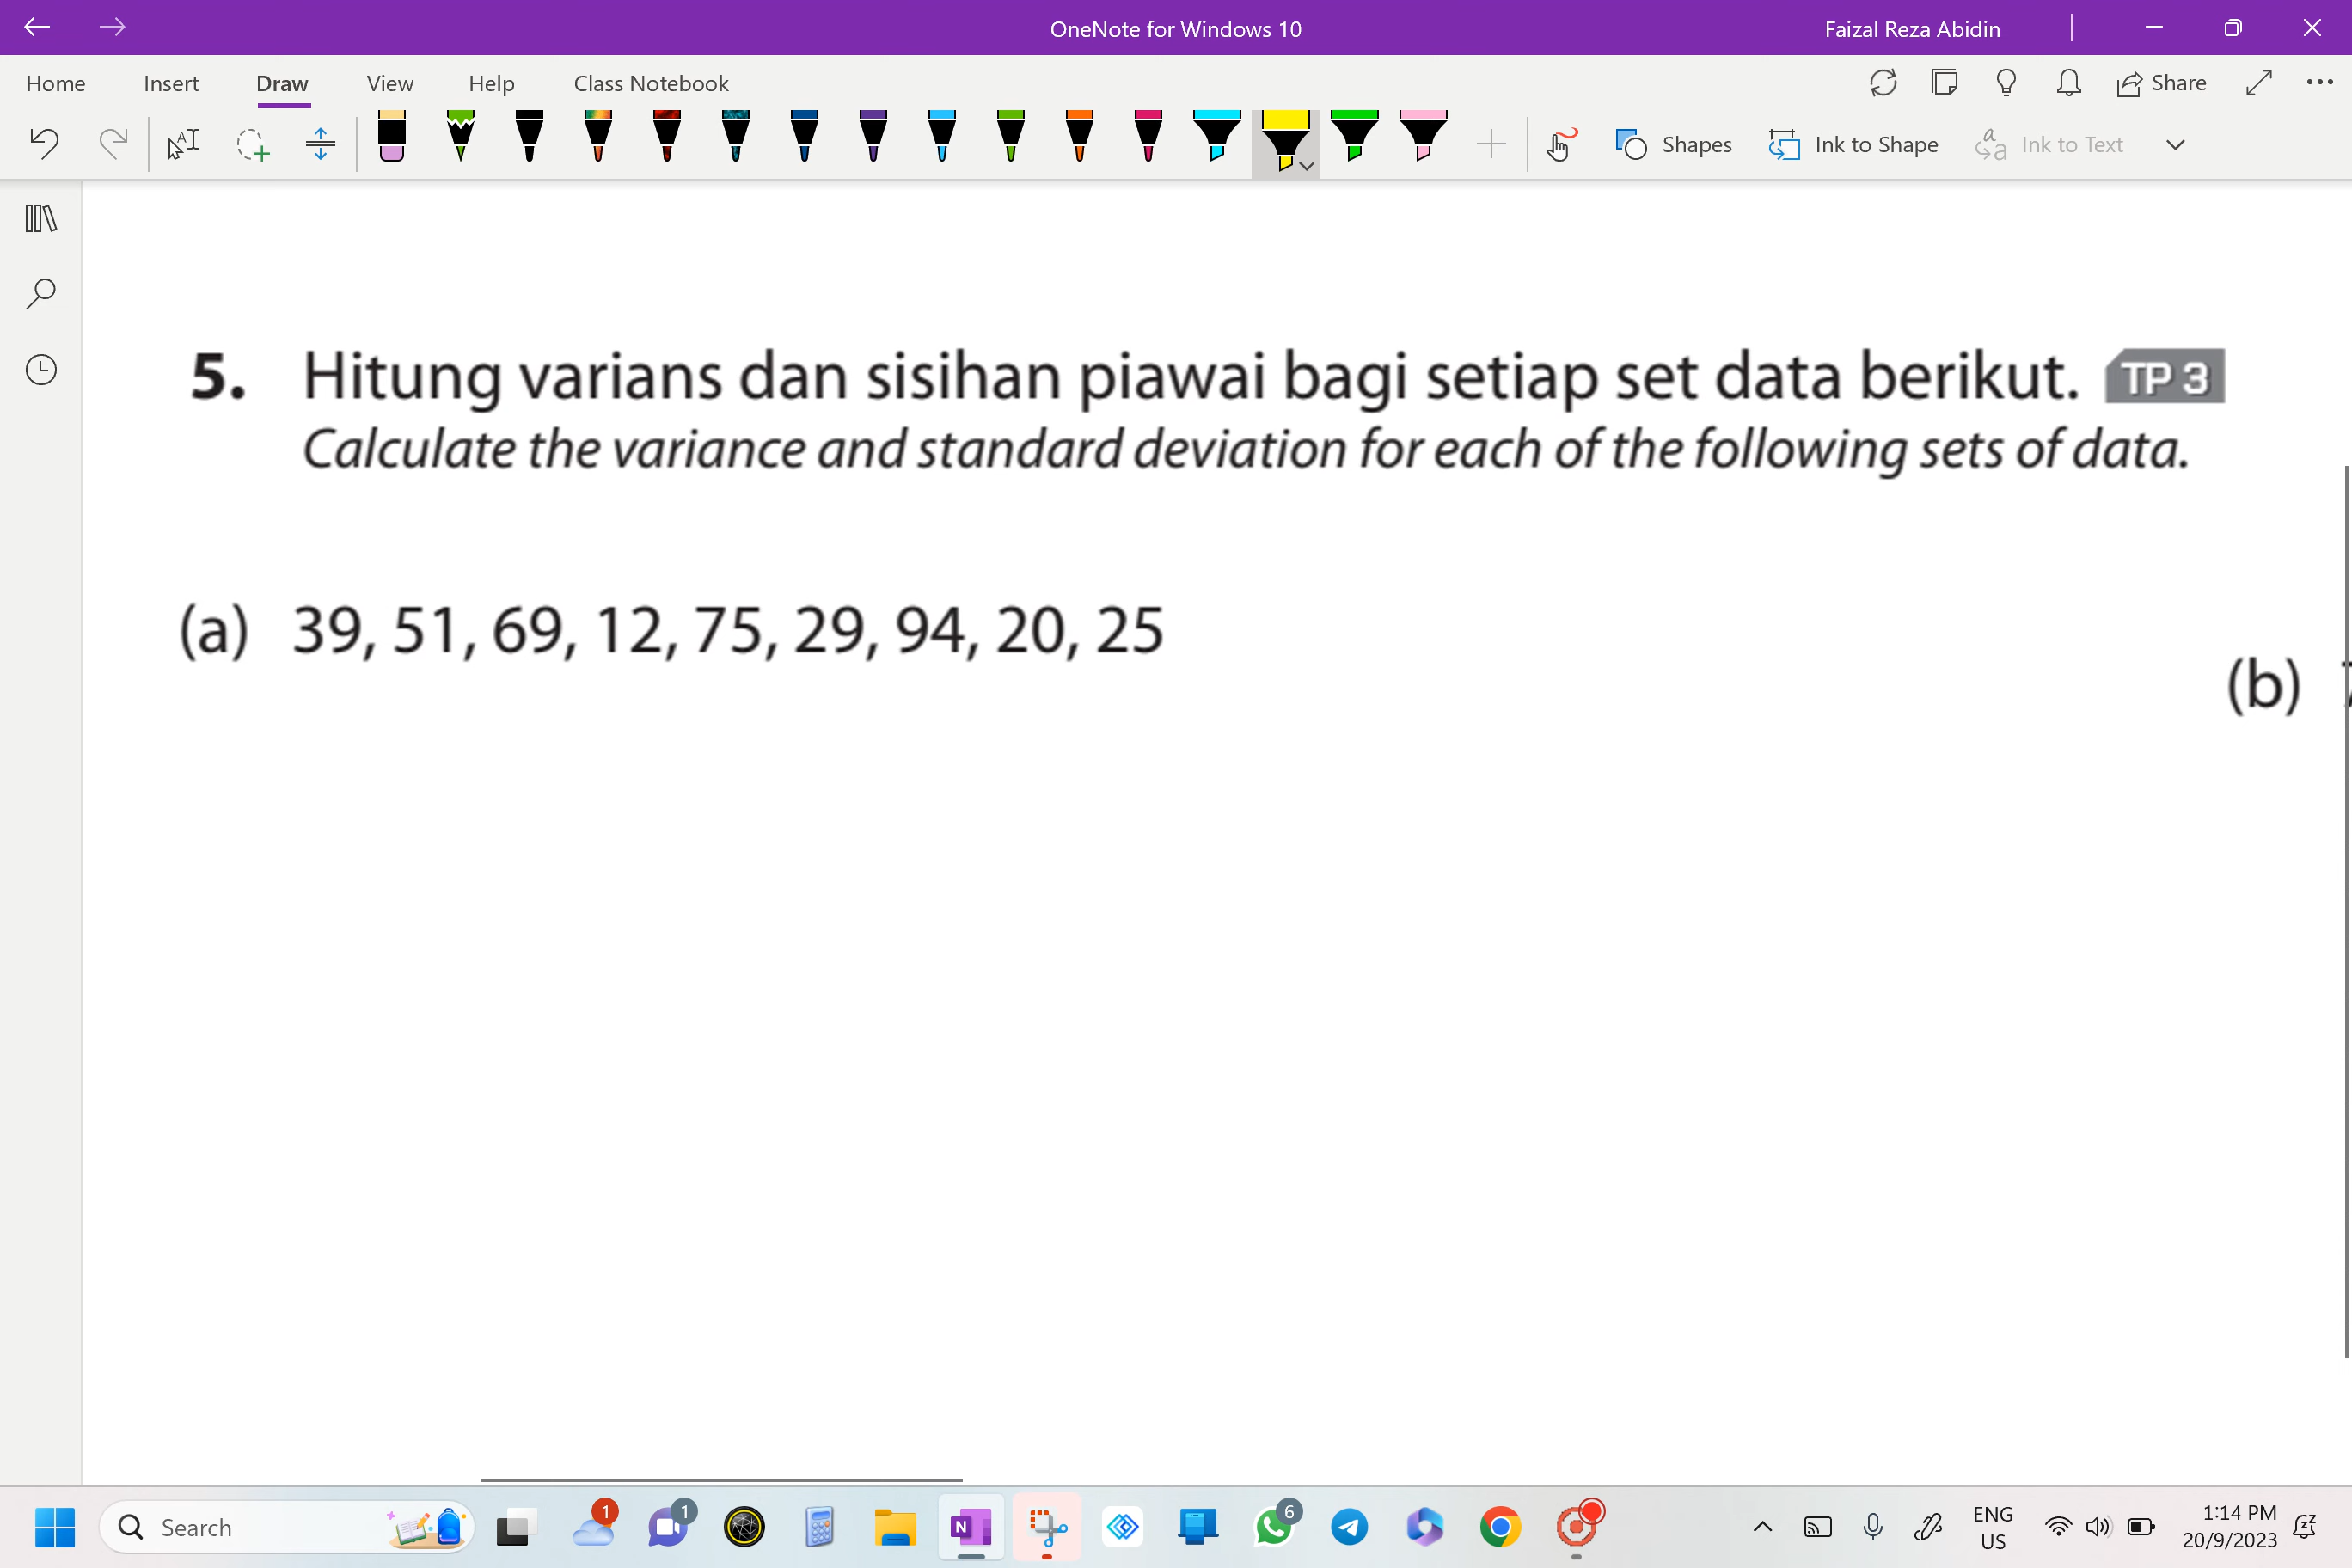 OneNote for Windows 10
Faizal Reza Abidin
Home Insert Draw View Help Class Notebook
Share
Shapes Ink to Shape Ink to Text
5. Hitung varians dan sisihan piawai bagi setiap set data berikut. TP 3
Calculate the variance and standard deviation for each of the following sets of data.
(a) 39, 51, 69, 12, 75, 29, 94, 20, 25
(b)
Search
1
1
6
ENG
US
1:14 PM
20/9/2023